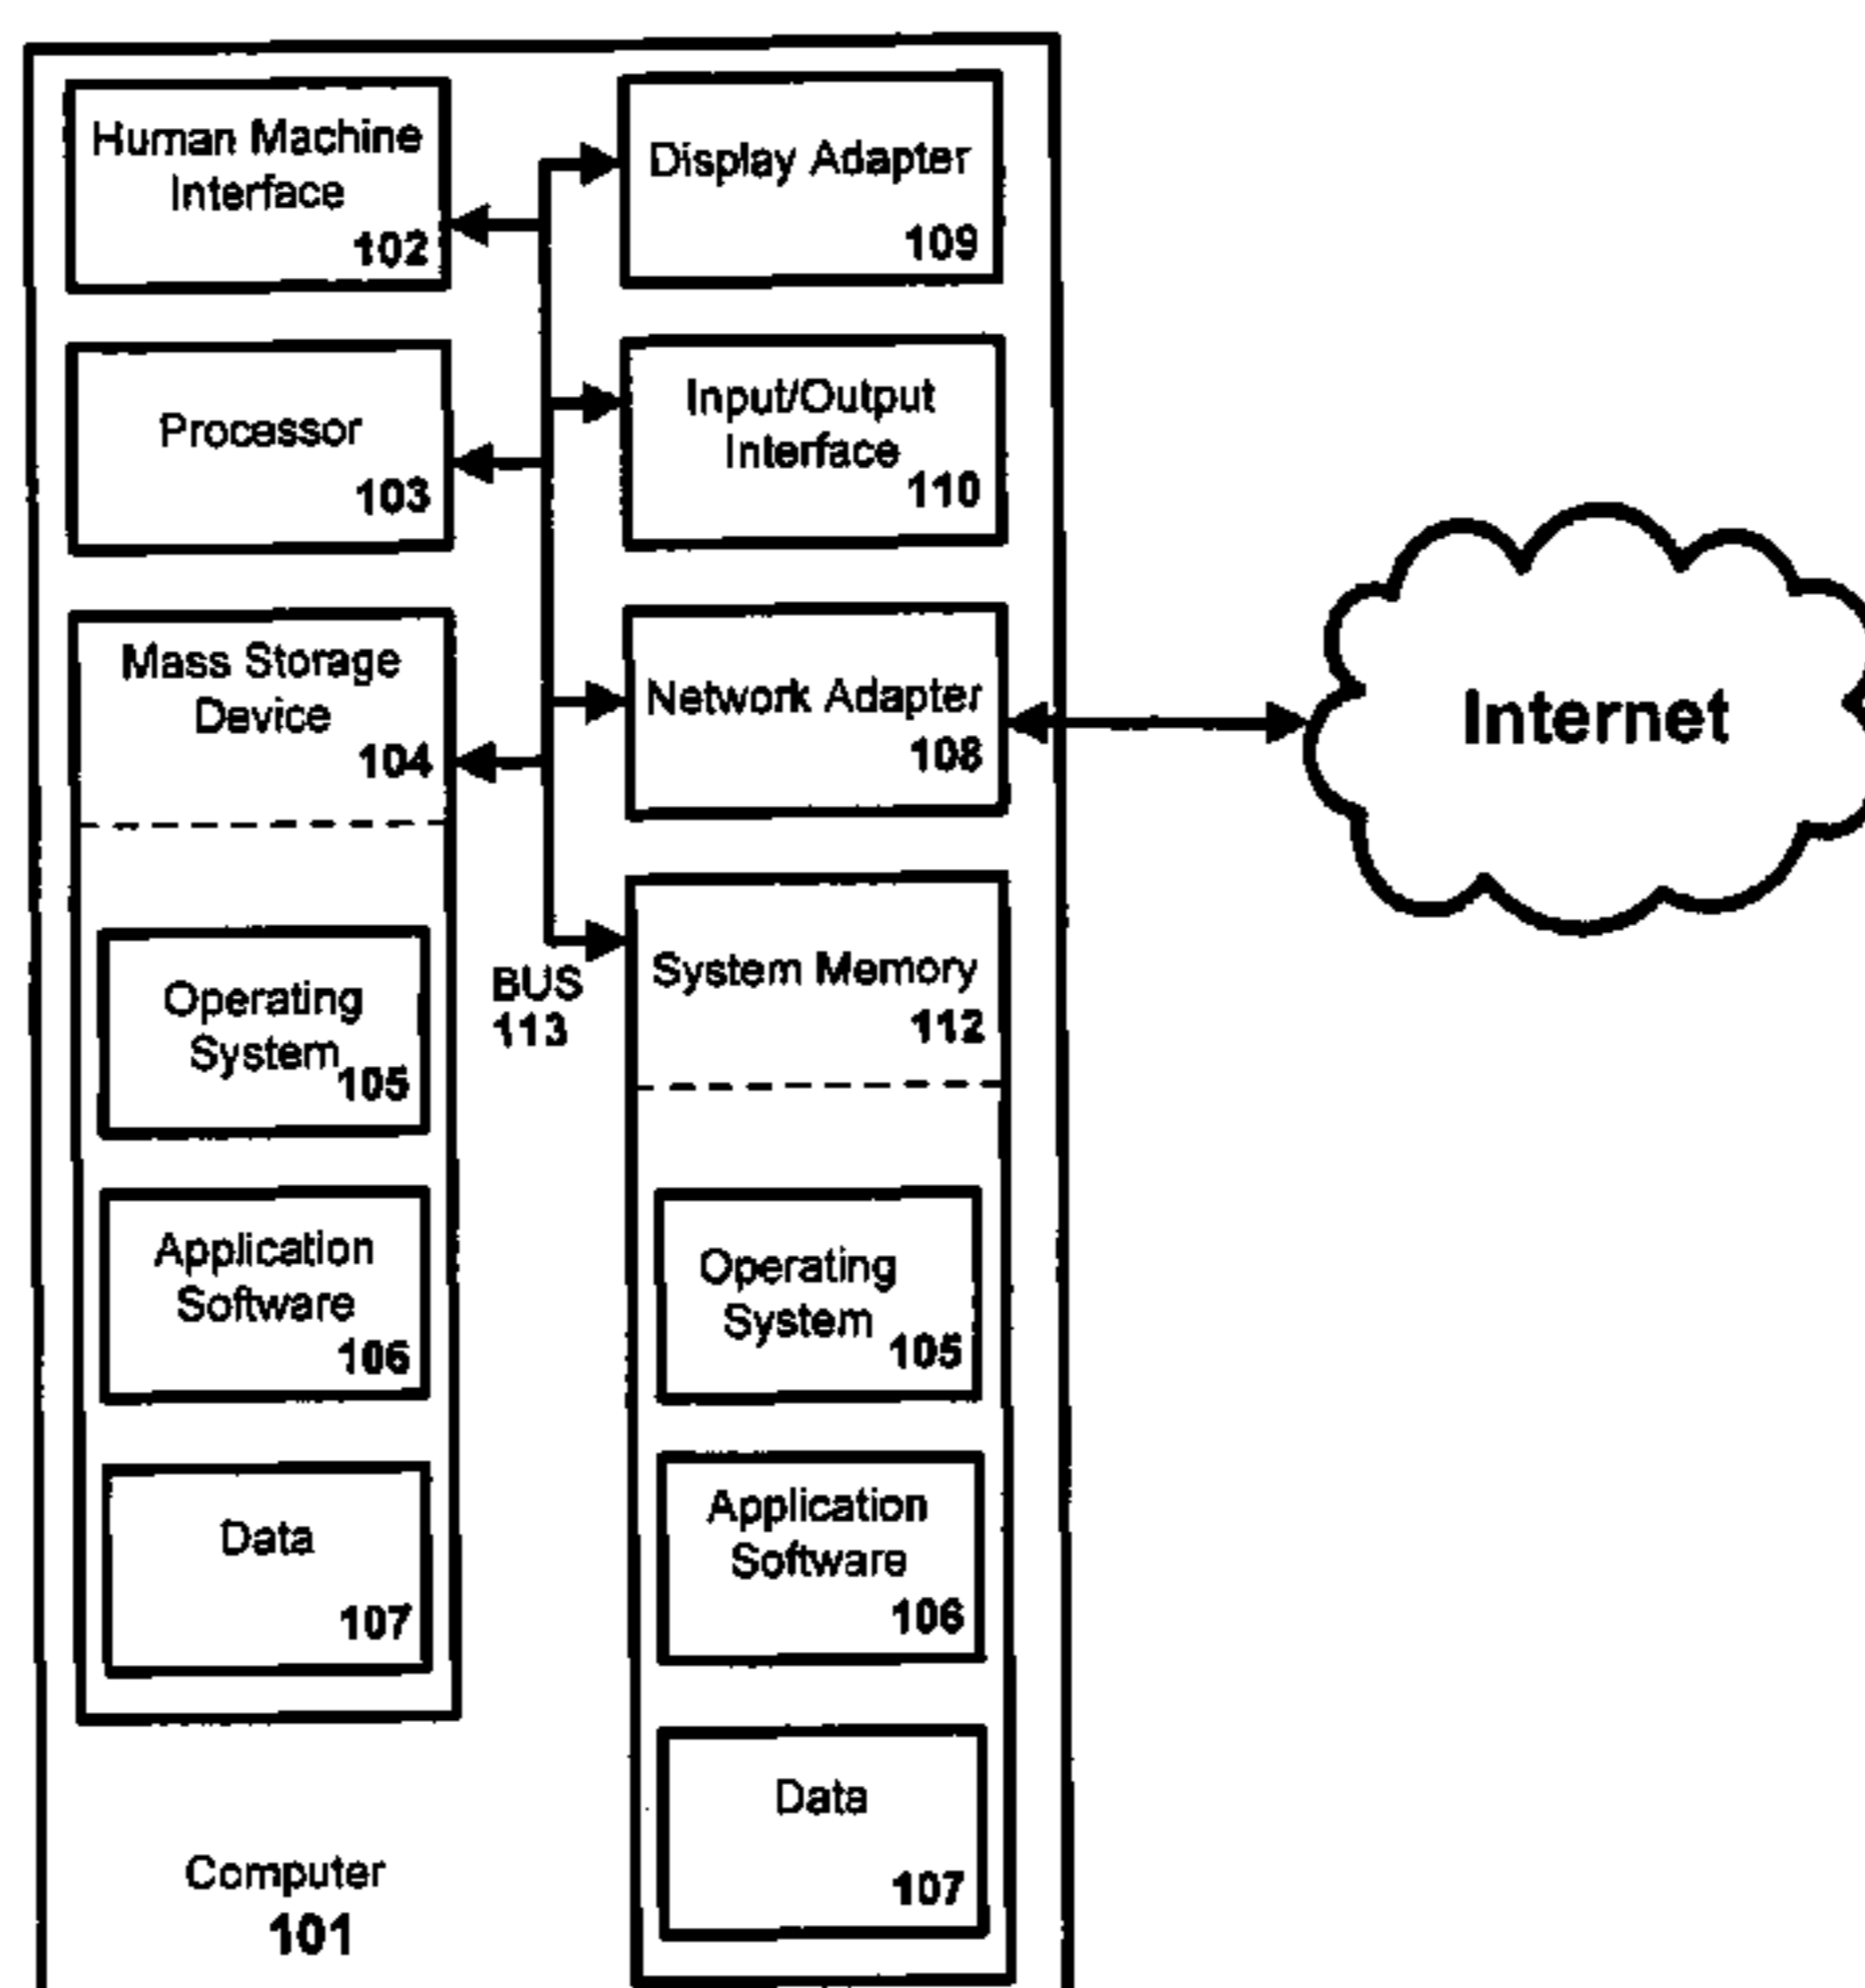 Human Machine
Interface
102
Processor
103
Mass Storage
Device
104
Operating
System
105
Application
Software
106
Data
107
Computer
101
BUS
113
Display Adapter
109
Input/Output
Interface
110
Network Adapter
108
System Memory
112
Operating
System
105
Application
Software
106
Data
107
Internet